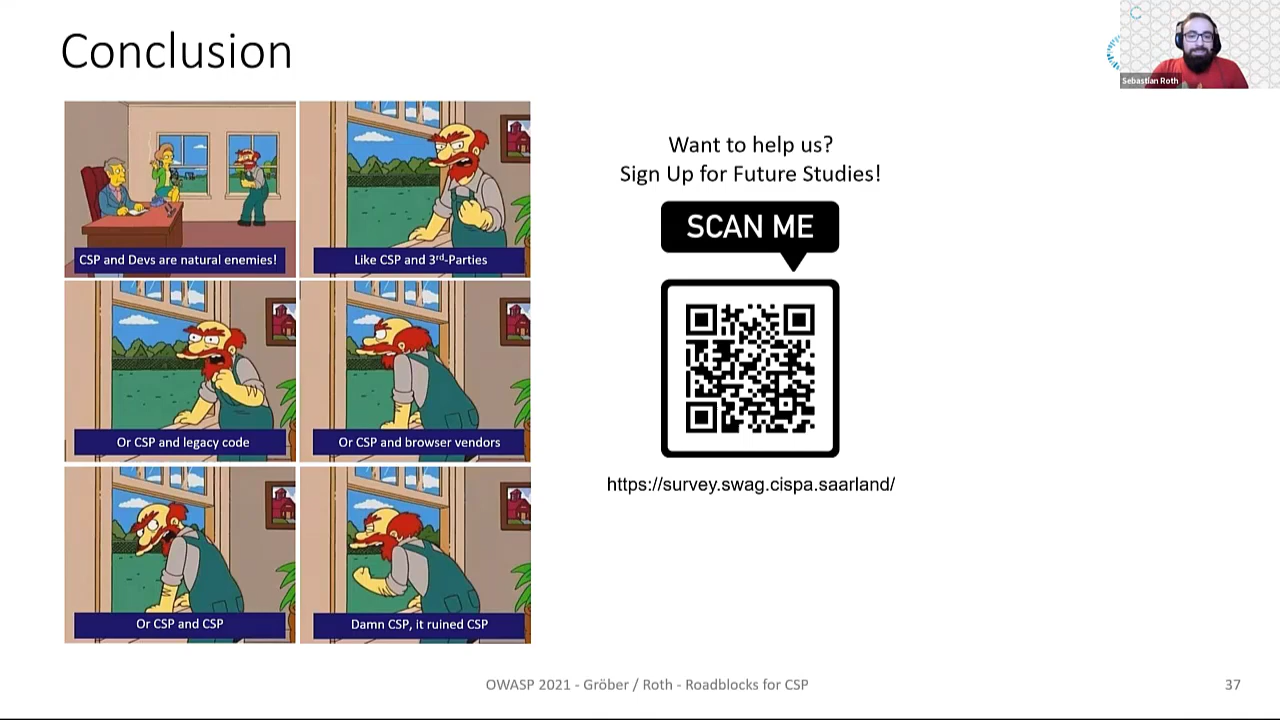 Conclusion
Sebastian Roth
CSP and Devs are natural enemies!
Like CSP and 3rd-Parties
Or CSP and legacy code
Or CSP and browser vendors
Or CSP and CSP
Damn CSP, it ruined CSP
Want to help us?
Sign Up for Future Studies!
SCAN ME
https://survey.swag.cispa.saarland/
OWASP 2021 - Gröber / Roth - Roadblocks for CSP
37